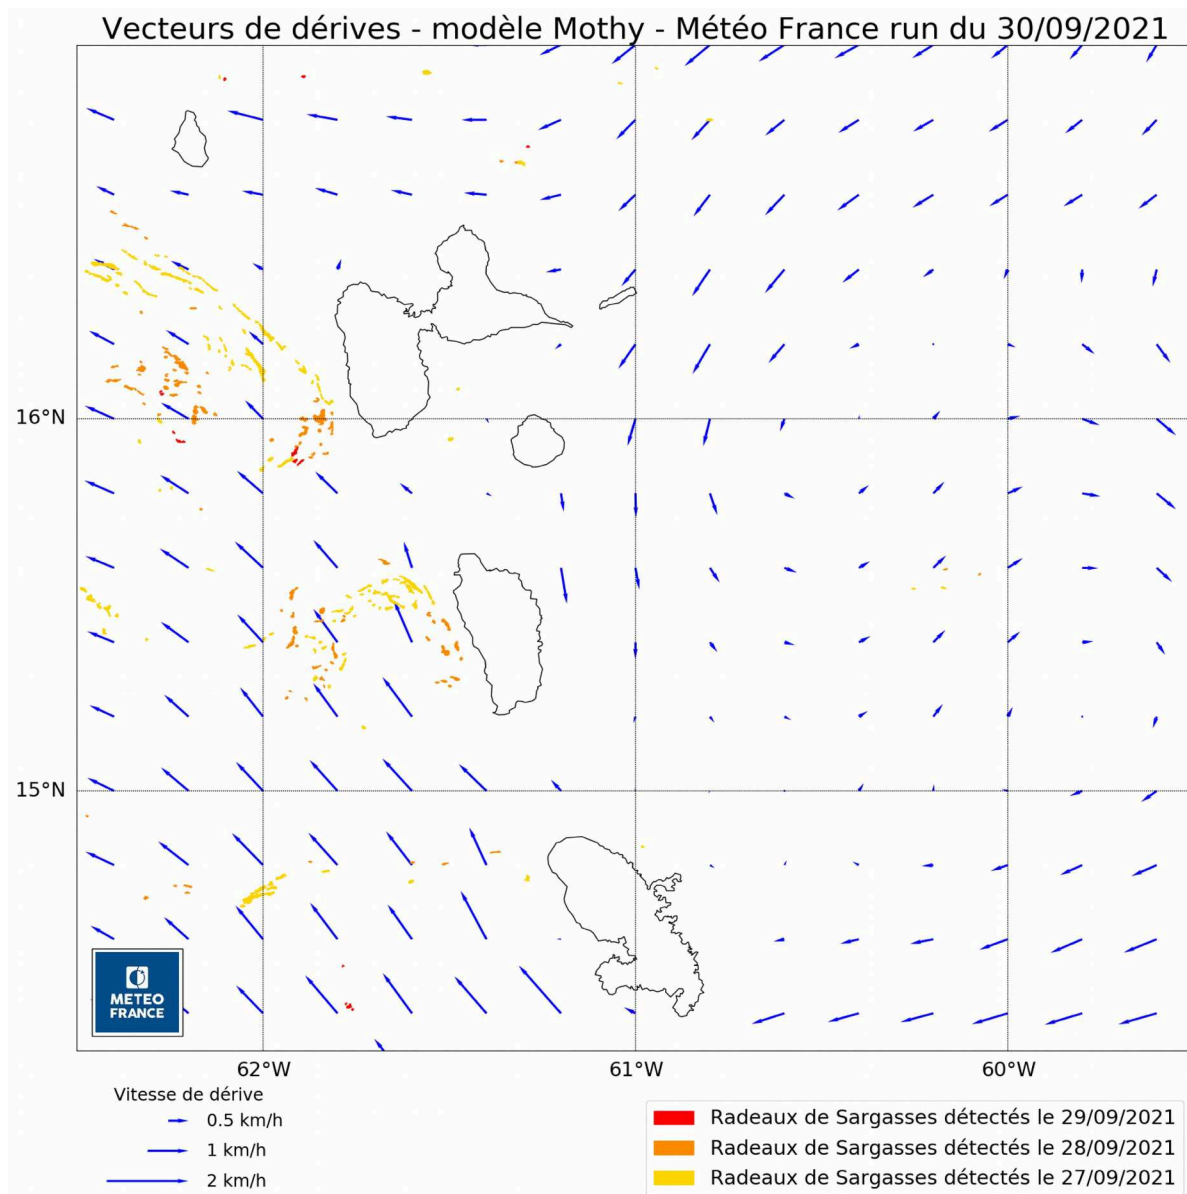 Vecteurs de dérives - modèle Mothy - Météo France run du 30/09/2021
16°N
15°N
METEO
FRANCE
62°W
61°W
60°W
Vitesse de dérive
0.5 km/h
1 km/h
2 km/h
Radeaux de Sargasses détectés le 29/09/2021
Radeaux de Sargasses détectés le 28/09/2021
Radeaux de Sargasses détectés le 27/09/2021